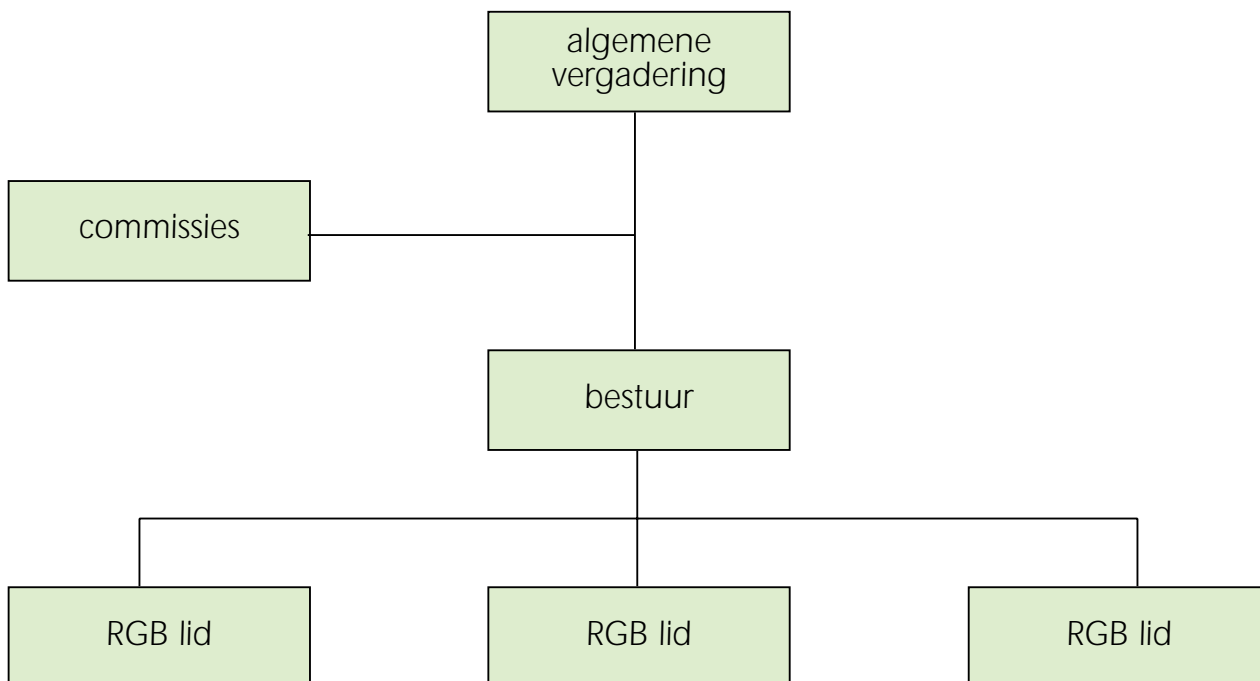 algemene
vergadering
commissies
bestuur
RGB lid
RGB lid
RGB lid